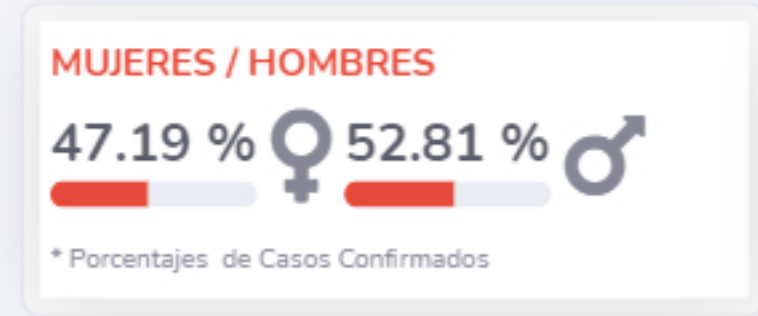 MUJERES / HOMBRES
47.19 % 52.81 %
* Porcentajes de Casos Confirmados